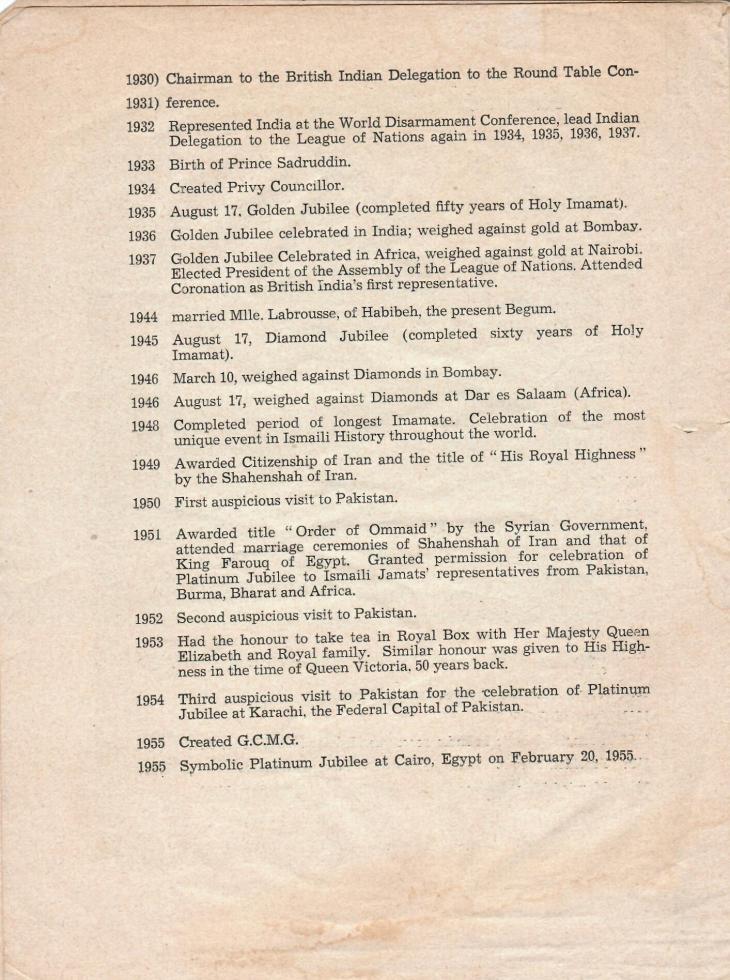 1930) Chairman to the British Indian Delegation to the Round Table Con-
1931) ference.
1932 Represented India at the World Disarmament Conference, lead Indian
Delegation to the League of Nations again in 1934, 1935, 1936, 1937.
1933 Birth of Prince Sadruddin.
1934 Created Privy Councillor.
1935 August 17, Golden Jubilee (completed fifty years of Holy Imamat).
1936 Golden Jubilee celebrated in India; weighed against gold at Bombay.
1937 Golden Jubilee Celebrated in Africa, weighed against gold at Nairobi.
Elected President of the Assembly of the League of Nations. Attended
Coronation as British India's first representative.
1944 married Mlle. Labrousse, of Habibeh, the present Begum.
1945 August 17, Diamond Jubilee (completed sixty years of Holy
Imamat).
1946 March 10, weighed against Diamonds in Bombay.
1946 August 17, weighed against Diamonds at Dar es Salaam (Africa).
1948 Completed period of longest Imamate. Celebration of the most
unique event in Ismaili History throughout the world.
1949 Awarded Citizenship of Iran and the title of "His Royal Highness"
by the Shahenshah of Iran.
1950 First auspicious visit to Pakistan.
1951 Awarded title "Order of Ommaid" by the Syrian Government,
attended marriage ceremonies of Shahenshah of Iran and that of
King Farouq of Egypt. Granted permission for celebration of
Platinum Jubilee to Ismaili Jamats' representatives from Pakistan,
Burma, Bharat and Africa.
1952 Second auspicious visit to Pakistan.
1953 Had the honour to take tea in Royal Box with Her Majesty Queen
Elizabeth and Royal family. Similar honour was given to His High-
ness in the time of Queen Victoria, 50 years back.
1954 Third auspicious visit to Pakistan for the celebration of Platinum
Jubilee at Karachi, the Federal Capital of Pakistan.
1955 Created G.C.M.G.
1955 Symbolic Platinum Jubilee at Cairo, Egypt on February 20, 1955.